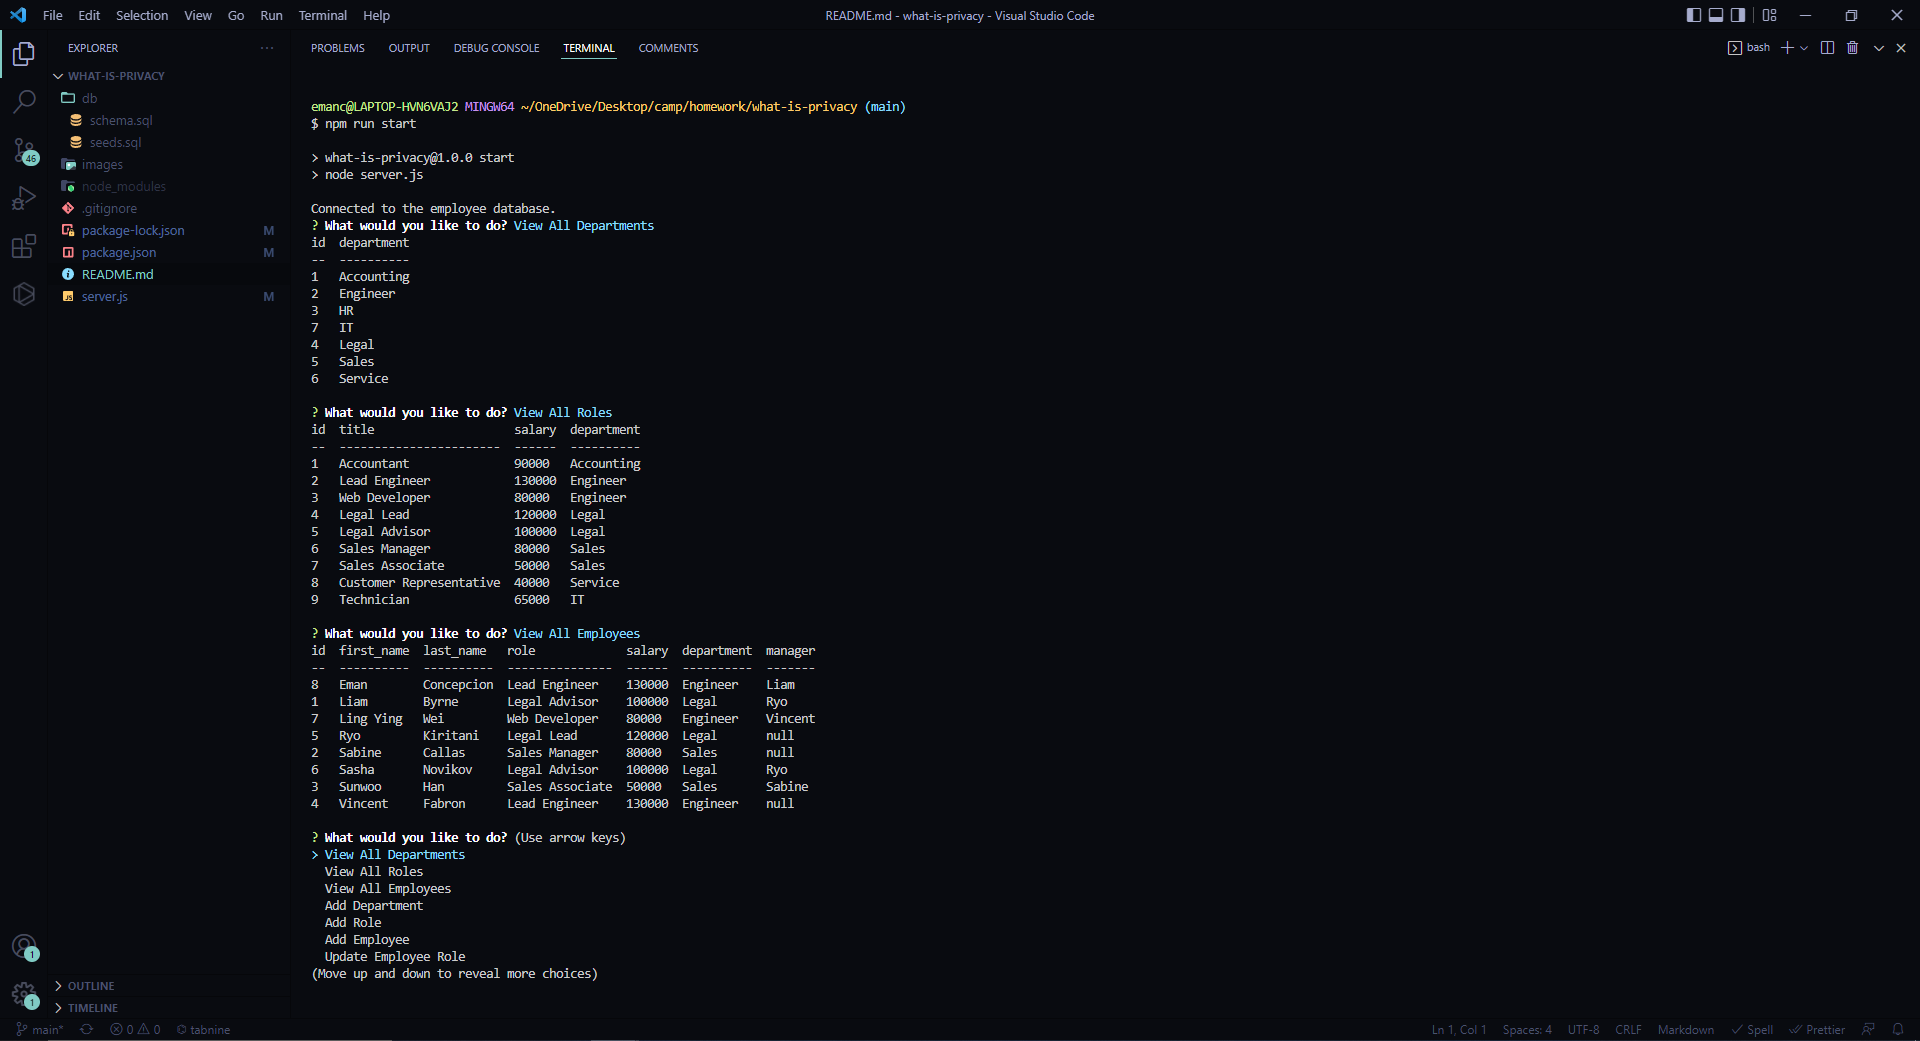 File Edit Selection View Go Run Terminal Help README.md - what-is-privacy - Visual Studio Code
EXPLORER ···
WHAT-IS-PRIVACY
db
schema.sql
seeds.sql
images
node_modules
.gitignore
package-lock.json M
package.json M
README.md
server.js M
46
1
1
OUTLINE
TIMELINE
PROBLEMS OUTPUT DEBUG CONSOLE TERMINAL COMMENTS bash
emanc@LAPTOP-HVN6VAJ2 MINGW64 ~/OneDrive/Desktop/camp/homework/what-is-privacy (main)
$ npm run start
> what-is-privacy@1.0.0 start
> node server.js
Connected to the employee database.
? What would you like to do? View All Departments
id  department
--  ----------
1   Accounting
2   Engineer
3   HR
7   IT
4   Legal
5   Sales
6   Service
? What would you like to do? View All Roles
id  title                    salary  department
--  -----------------------  ------  ----------
1   Accountant               90000   Accounting
2   Lead Engineer            130000  Engineer
3   Web Developer            80000   Engineer
4   Legal Lead               120000  Legal
5   Legal Advisor            100000  Legal
6   Sales Manager            80000   Sales
7   Sales Associate          50000   Sales
8   Customer Representative  40000   Service
9   Technician               65000   IT
? What would you like to do? View All Employees
id  first_name  last_name   role             salary  department  manager
--  ----------  ----------  ---------------  ------  ----------  -------
8   Eman        Concepcion  Lead Engineer    130000  Engineer    Liam
1   Liam        Byrne       Legal Advisor    100000  Legal       Ryo
7   Ling Ying   Wei         Web Developer    80000   Engineer    Vincent
5   Ryo         Kiritani    Legal Lead       120000  Legal       null
2   Sabine      Callas      Sales Manager    80000   Sales       null
6   Sasha       Novikov     Legal Advisor    100000  Legal       Ryo
3   Sunwoo      Han         Sales Associate  50000   Sales       Sabine
4   Vincent     Fabron      Lead Engineer    130000  Engineer    null
? What would you like to do? (Use arrow keys)
> View All Departments
View All Roles
View All Employees
Add Department
Add Role
Add Employee
Update Employee Role
(Move up and down to reveal more choices)
main* 0 0 tabnine Ln 1, Col 1 Spaces: 4 UTF-8 CRLF Markdown Spell Prettier